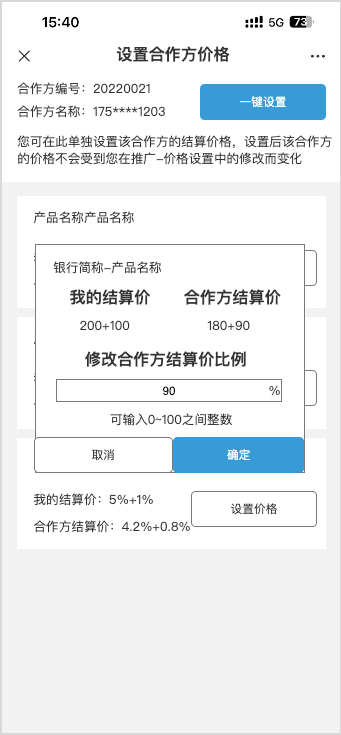 15:40
5G
73
设置合作方价格
合作方编号：20220021
合作方名称：175****1203
一键设置
您可在此单独设置该合作方的结算价格，设置后该合作方
的价格不会受到您在推广-价格设置中的修改而变化
产品名称产品名称
银行简称-产品名称
我的结算价 合作方结算价
200+100 180+90
修改合作方结算价比例
90 %
可输入0~100之间整数
取消 确定
我的结算价：5%+1%
合作方结算价：4.2%+0.8%
设置价格